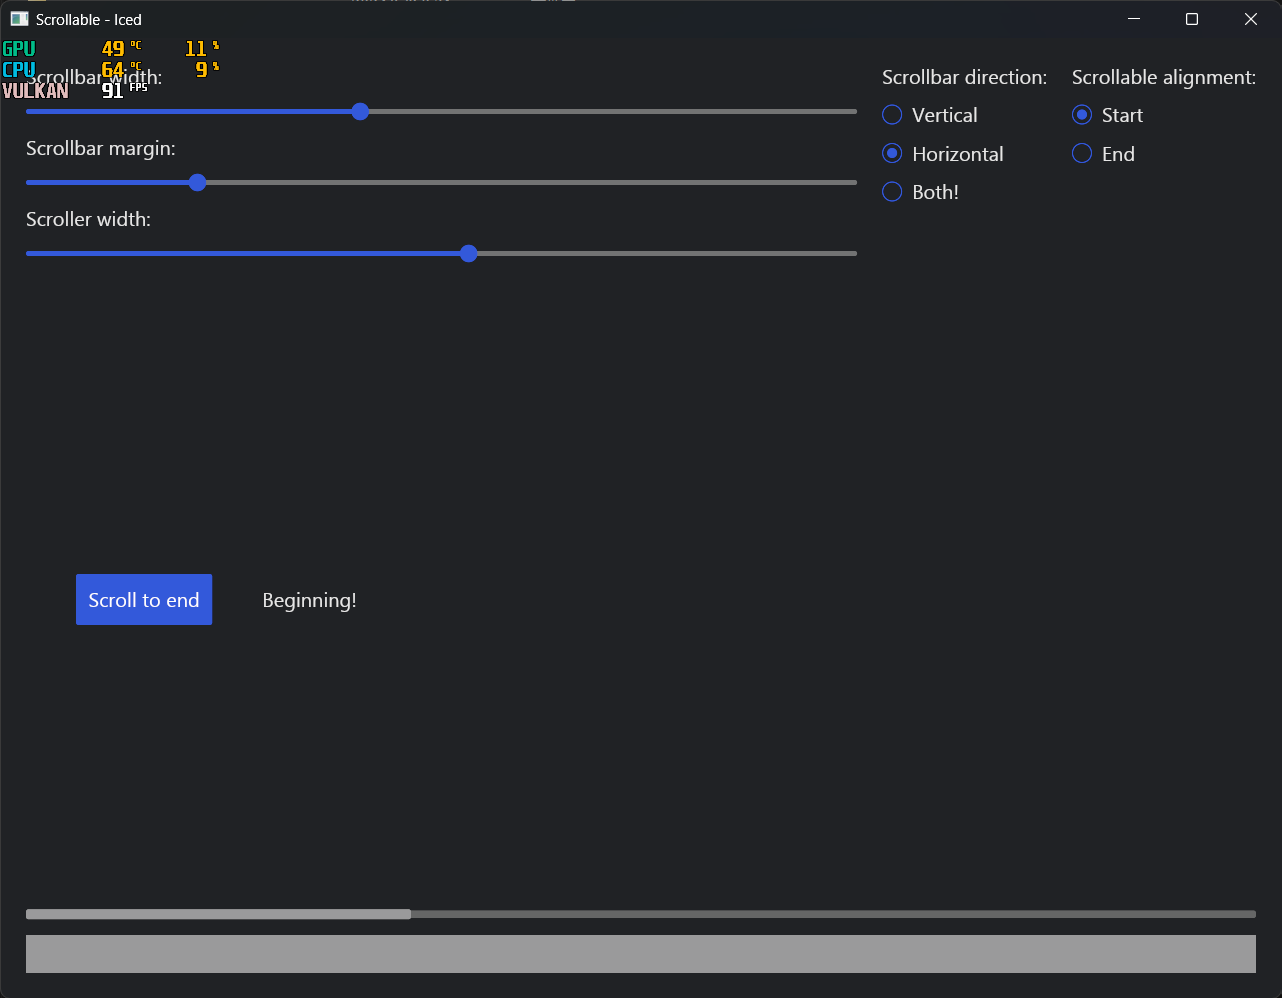 Scrollable - Iced
GPU 49 °C 11 %
CPU 64 °C 9 %
VULKAN 91 FPS
Scrollbar width:
Scrollbar margin:
Scroller width:
Scrollbar direction:
Vertical
Horizontal
Both!
Scrollable alignment:
Start
End
Scroll to end
Beginning!